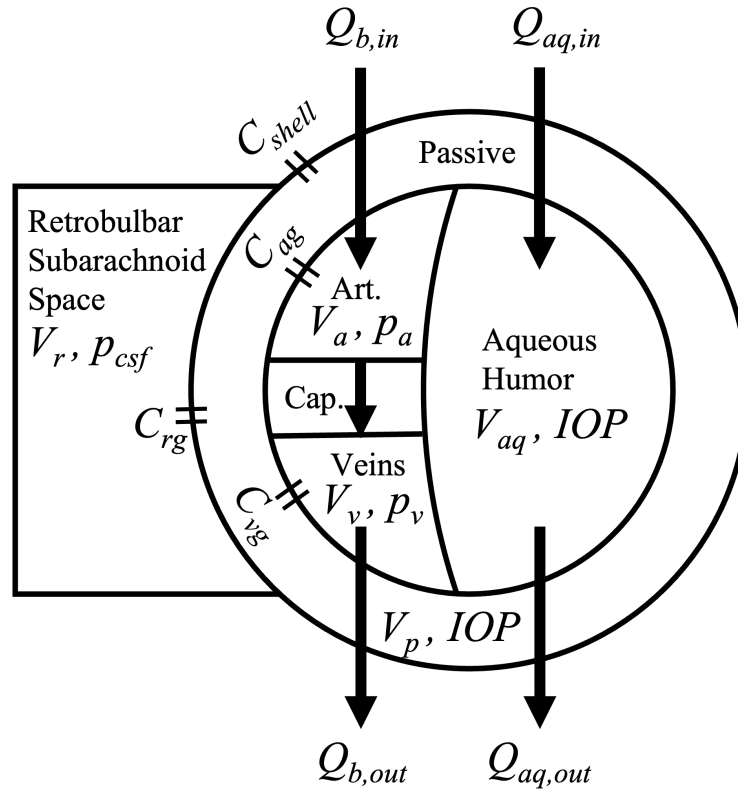 Q_{b,in}
Q_{aq,in}
C_{shell}
Passive
Retrobulbar
Subarachnoid
Space
V_r, p_{csf}
C_{ag}
Art.
V_a, p_a
Aqueous
Humor
V_{aq}, IOP
Cap.
C_{rg}
Veins
V_v, p_v
C_{vg}
V_p, IOP
Q_{b,out}
Q_{aq,out}